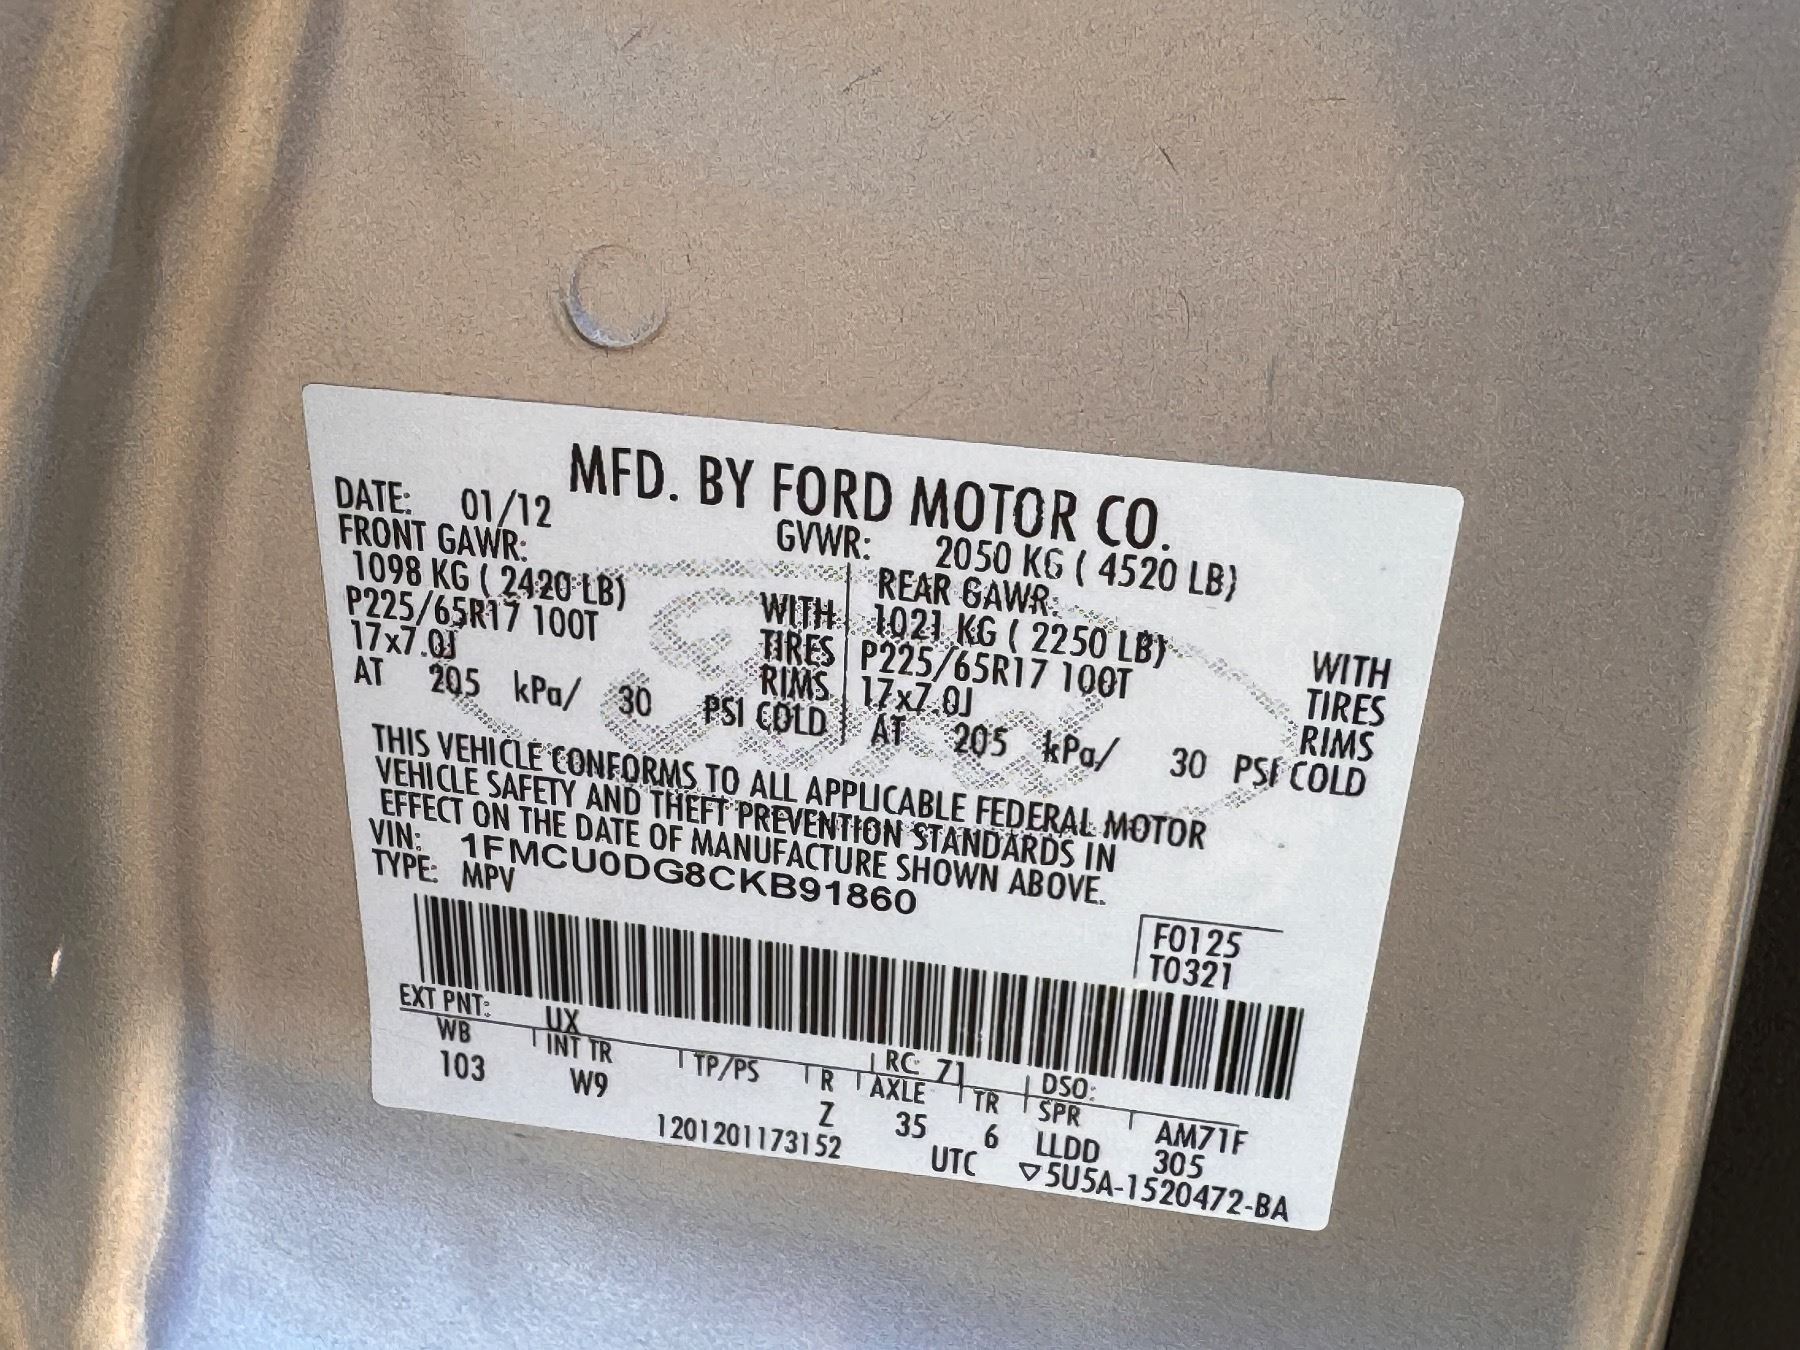 MFD. BY FORD MOTOR CO.
DATE: 01/12 GVWR: 2050 KG ( 4520 LB)
FRONT GAWR: REAR GAWR:
1098 KG ( 2420 LB) WITH 1021 KG ( 2250 LB) WITH
P225/65R17 100T TIRES P225/65R17 100T TIRES
17x7.0J RIMS 17x7.0J RIMS
AT 205 kPa/ 30 PSI COLD AT 205 kPa/ 30 PSI COLD
THIS VEHICLE CONFORMS TO ALL APPLICABLE FEDERAL MOTOR
VEHICLE SAFETY AND THEFT PREVENTION STANDARDS IN
EFFECT ON THE DATE OF MANUFACTURE SHOWN ABOVE.
VIN: 1FMCU0DG8CKB91860
TYPE: MPV
F0125
T0321
EXT PNT: UX RC: 71 DSO:
WB INT TR TP/PS R AXLE TR SPR AM71F
103 W9 Z 35 6 LLDD 305
1201201173152 UTC ▽5U5A-1520472-BA
Ford